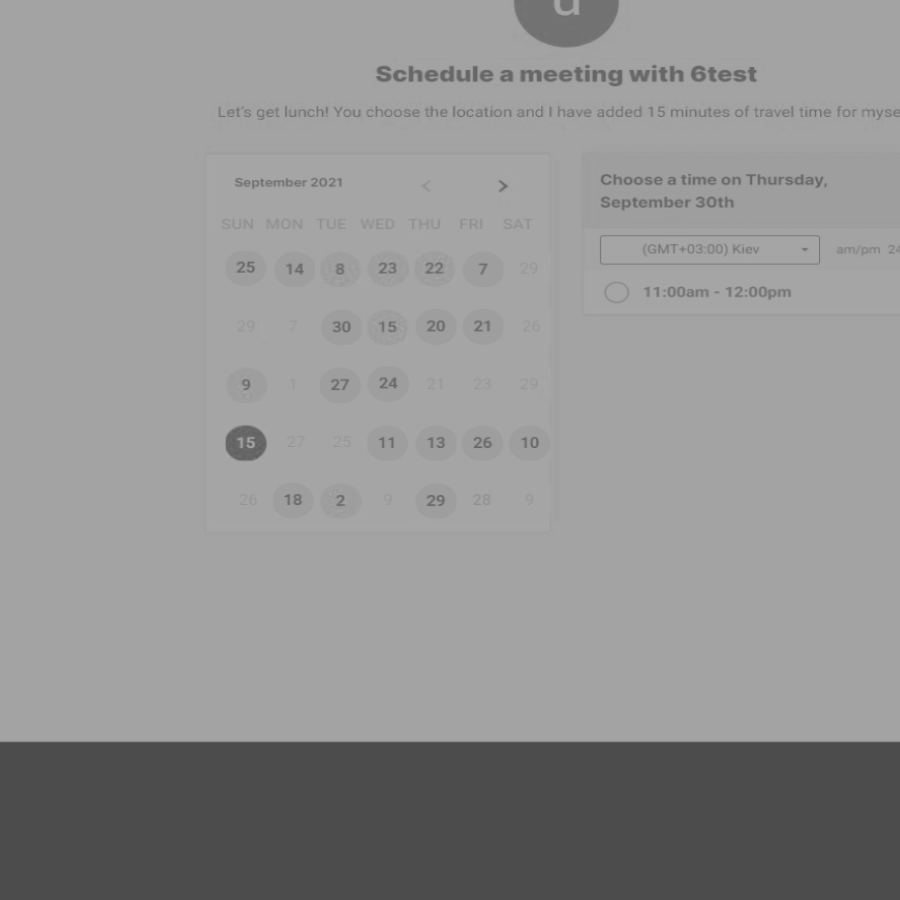 d
Schedule a meeting with 6test
Let's get lunch! You choose the location and I have added 15 minutes of travel time for myse
September 2021
SUN MON TUE WED THU FRI SAT
25 14 8 23 22 7 29
29 7 30 15 20 21 26
9 1 27 24 21 23 29
15 27 25 11 13 26 10
26 18 2 9 29 28 9
Choose a time on Thursday,
September 30th
(GMT+03:00) Kiev am/pm 24
11:00am - 12:00pm